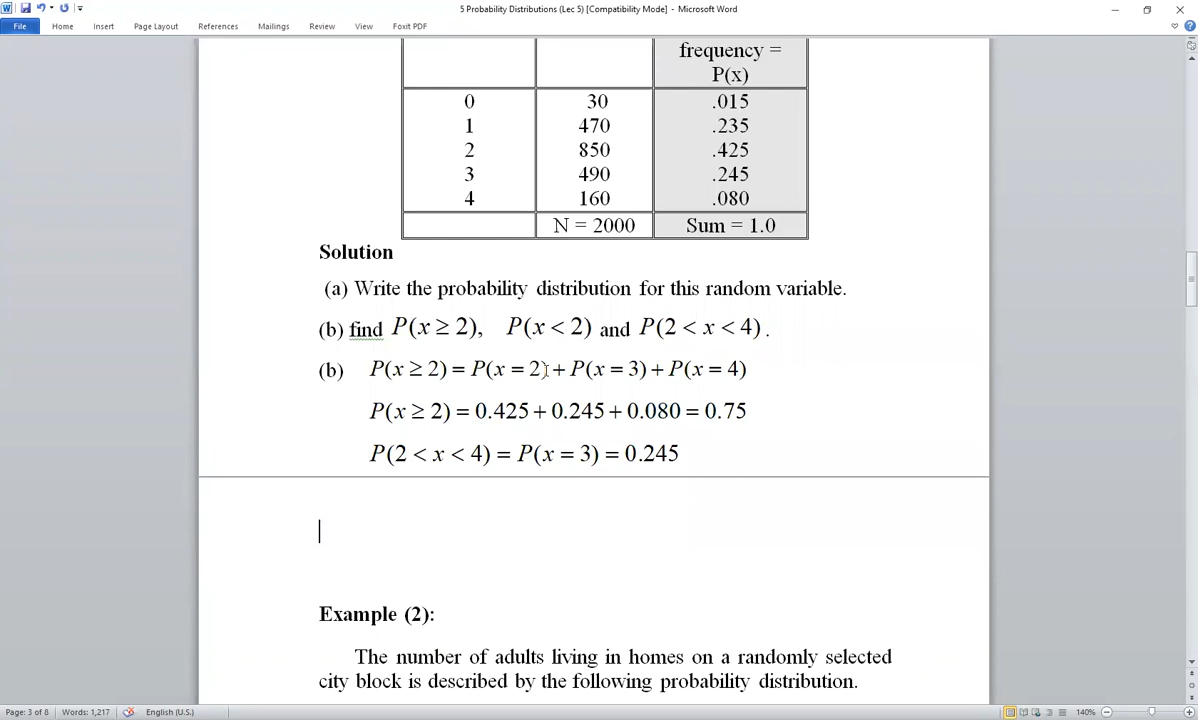 5 Probability Distributions (Lec 5) [Compatibility Mode] - Microsoft Word
File Home Insert Page Layout References Mailings Review View Foxit PDF
frequency =
P(x)
0 30 .015
1 470 .235
2 850 .425
3 490 .245
4 160 .080
N = 2000 Sum = 1.0
Solution
(a) Write the probability distribution for this random variable.
(b) find P(x ≥ 2), P(x < 2) and P(2 < x < 4).
(b) P(x ≥ 2) = P(x = 2) + P(x = 3) + P(x = 4)
P(x ≥ 2) = 0.425 + 0.245 + 0.080 = 0.75
P(2 < x < 4) = P(x = 3) = 0.245
Example (2):
The number of adults living in homes on a randomly selected
city block is described by the following probability distribution.
Page: 3 of 8 Words: 1,217 English (U.S.) 140%